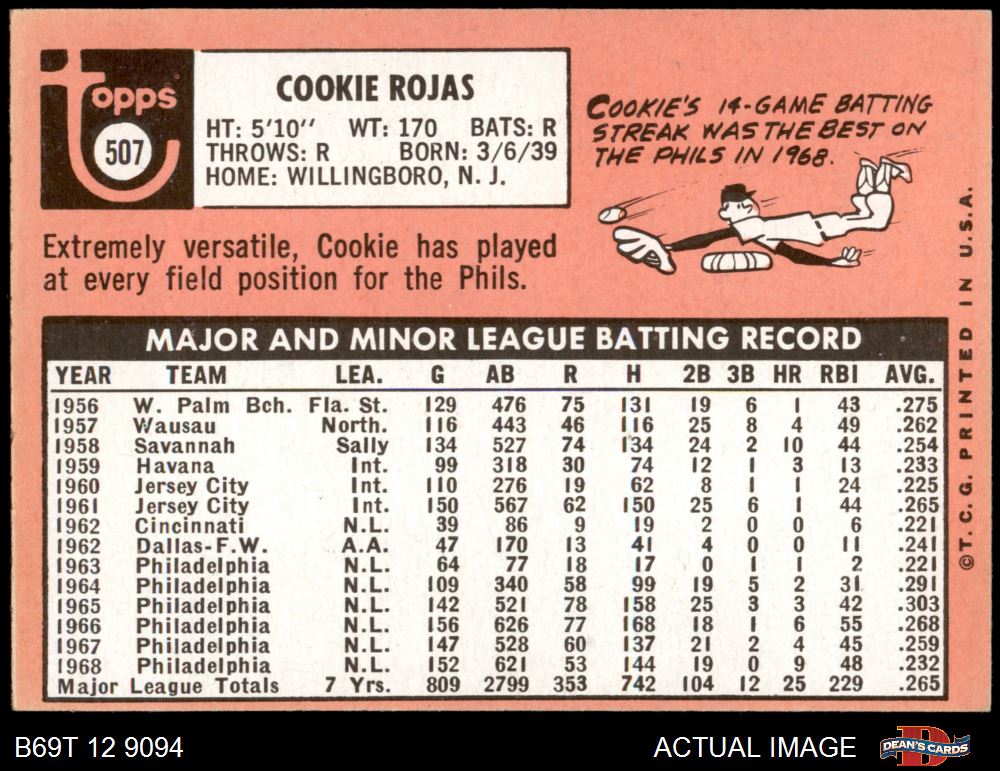 Topps
507
COOKIE ROJAS
HT: 5'10" WT: 170 BATS: R
THROWS: R BORN: 3/6/39
HOME: WILLINGBORO, N. J.
COOKIE'S 14-GAME BATTING
STREAK WAS THE BEST ON
THE PHILS IN 1968.
Extremely versatile, Cookie has played
at every field position for the Phils.
MAJOR AND MINOR LEAGUE BATTING RECORD
YEAR TEAM LEA. G AB R H 2B 3B HR RBI AVG.
1956 W. Palm Bch. Fla. St. 129 476 75 131 19 6 1 43 .275
1957 Wausau North. 116 443 46 116 25 8 4 49 .262
1958 Savannah Sally 134 527 74 134 24 2 10 44 .254
1959 Havana Int. 99 318 30 74 12 1 3 13 .233
1960 Jersey City Int. 110 276 19 62 8 1 1 24 .225
1961 Jersey City Int. 150 567 62 150 25 6 1 44 .265
1962 Cincinnati N.L. 39 86 9 19 2 0 0 6 .221
1962 Dallas-F.W. A.A. 47 170 13 41 4 0 0 11 .241
1963 Philadelphia N.L. 64 77 18 17 0 1 1 2 .221
1964 Philadelphia N.L. 109 340 58 99 19 5 2 31 .291
1965 Philadelphia N.L. 142 521 78 158 25 3 3 42 .303
1966 Philadelphia N.L. 156 626 77 168 18 1 6 55 .268
1967 Philadelphia N.L. 147 528 60 137 21 2 4 45 .259
1968 Philadelphia N.L. 152 621 53 144 19 0 9 48 .232
Major League Totals 7 Yrs. 809 2799 353 742 104 12 25 229 .265
©T. C. G. PRINTED IN U.S.A.
B69T 12 9094
ACTUAL IMAGE
DEAN'S CARDS